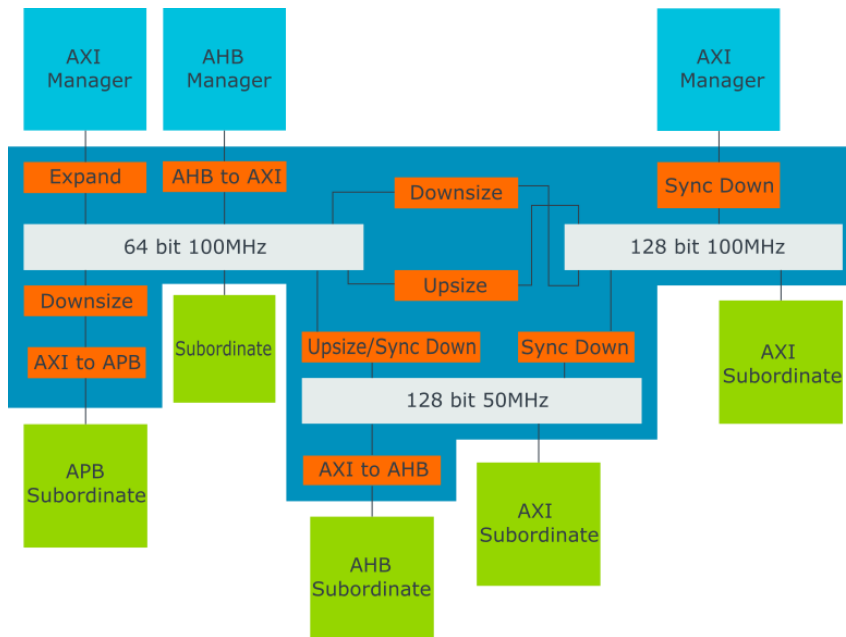 AXI
Manager
AHB
Manager
AXI
Manager
Expand
AHB to AXI
Downsize
Sync Down
64 bit 100MHz
128 bit 100MHz
Downsize
Upsize
Subordinate
Upsize/Sync Down
Sync Down
AXI to APB
AXI
Subordinate
128 bit 50MHz
APB
Subordinate
AXI to AHB
AXI
Subordinate
AHB
Subordinate